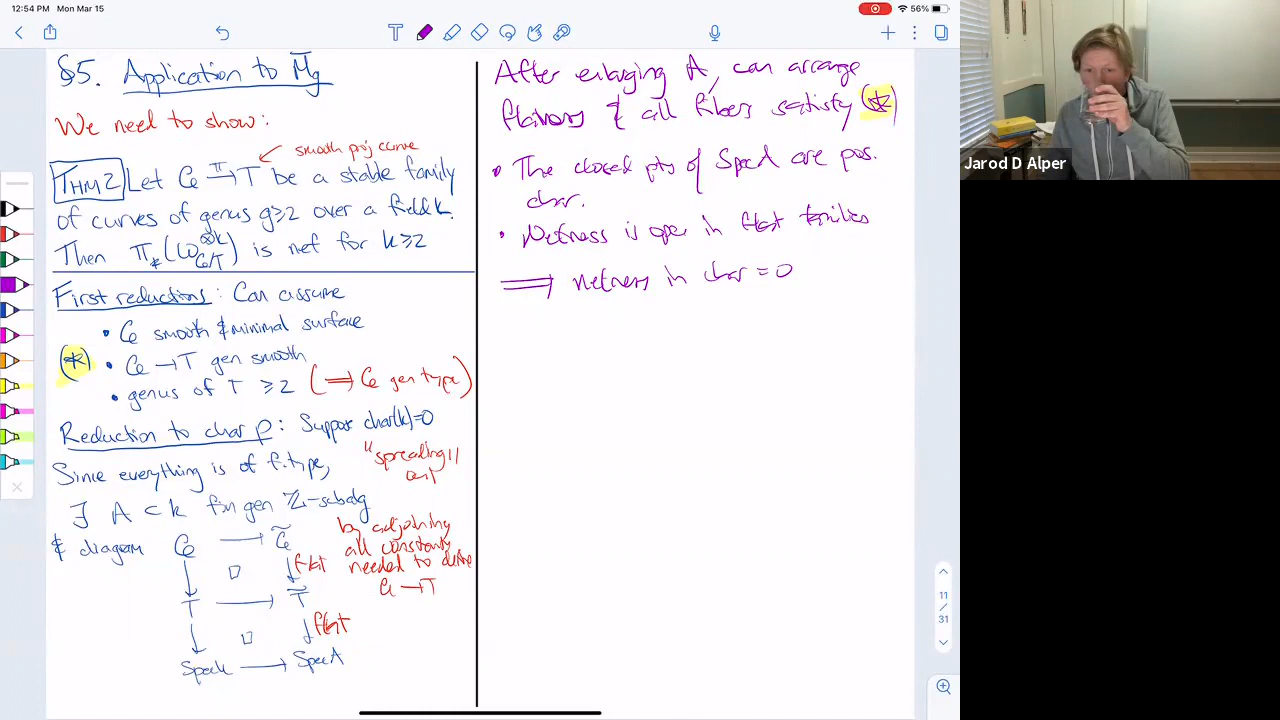 12:54 PM Mon Mar 15
56%
§5. Application to M̄g
We need to show:
smooth proj curve
THM 2 Let C →π T be a stable family
of curves of genus g≥2 over a field k.
Then π_*(ω_{C/T}^{⊗k}) is nef for k≥2
First reductions: Can assume
• C smooth & minimal surface
(*) • C → T gen smooth
• genus of T ≥2 (⟹ C gen type)
Reduction to char p: Suppose char(k)=0
"spreading out"
Since everything is of f.type,
∃ A ⊂ k fin gen ℤ-subalg
& diagram C → C̃
by adjoining
all constants
needed to define
C → T
flat
T → T̃
flat
Spec k → Spec A
After enlarging A, can arrange
flatness & all fibers satisfy (*)
• The closed pts of Spec A are pos.
char.
• Nefness is open in flat families
⟹ nefness in char = 0
Jarod D Alper
11
/
31